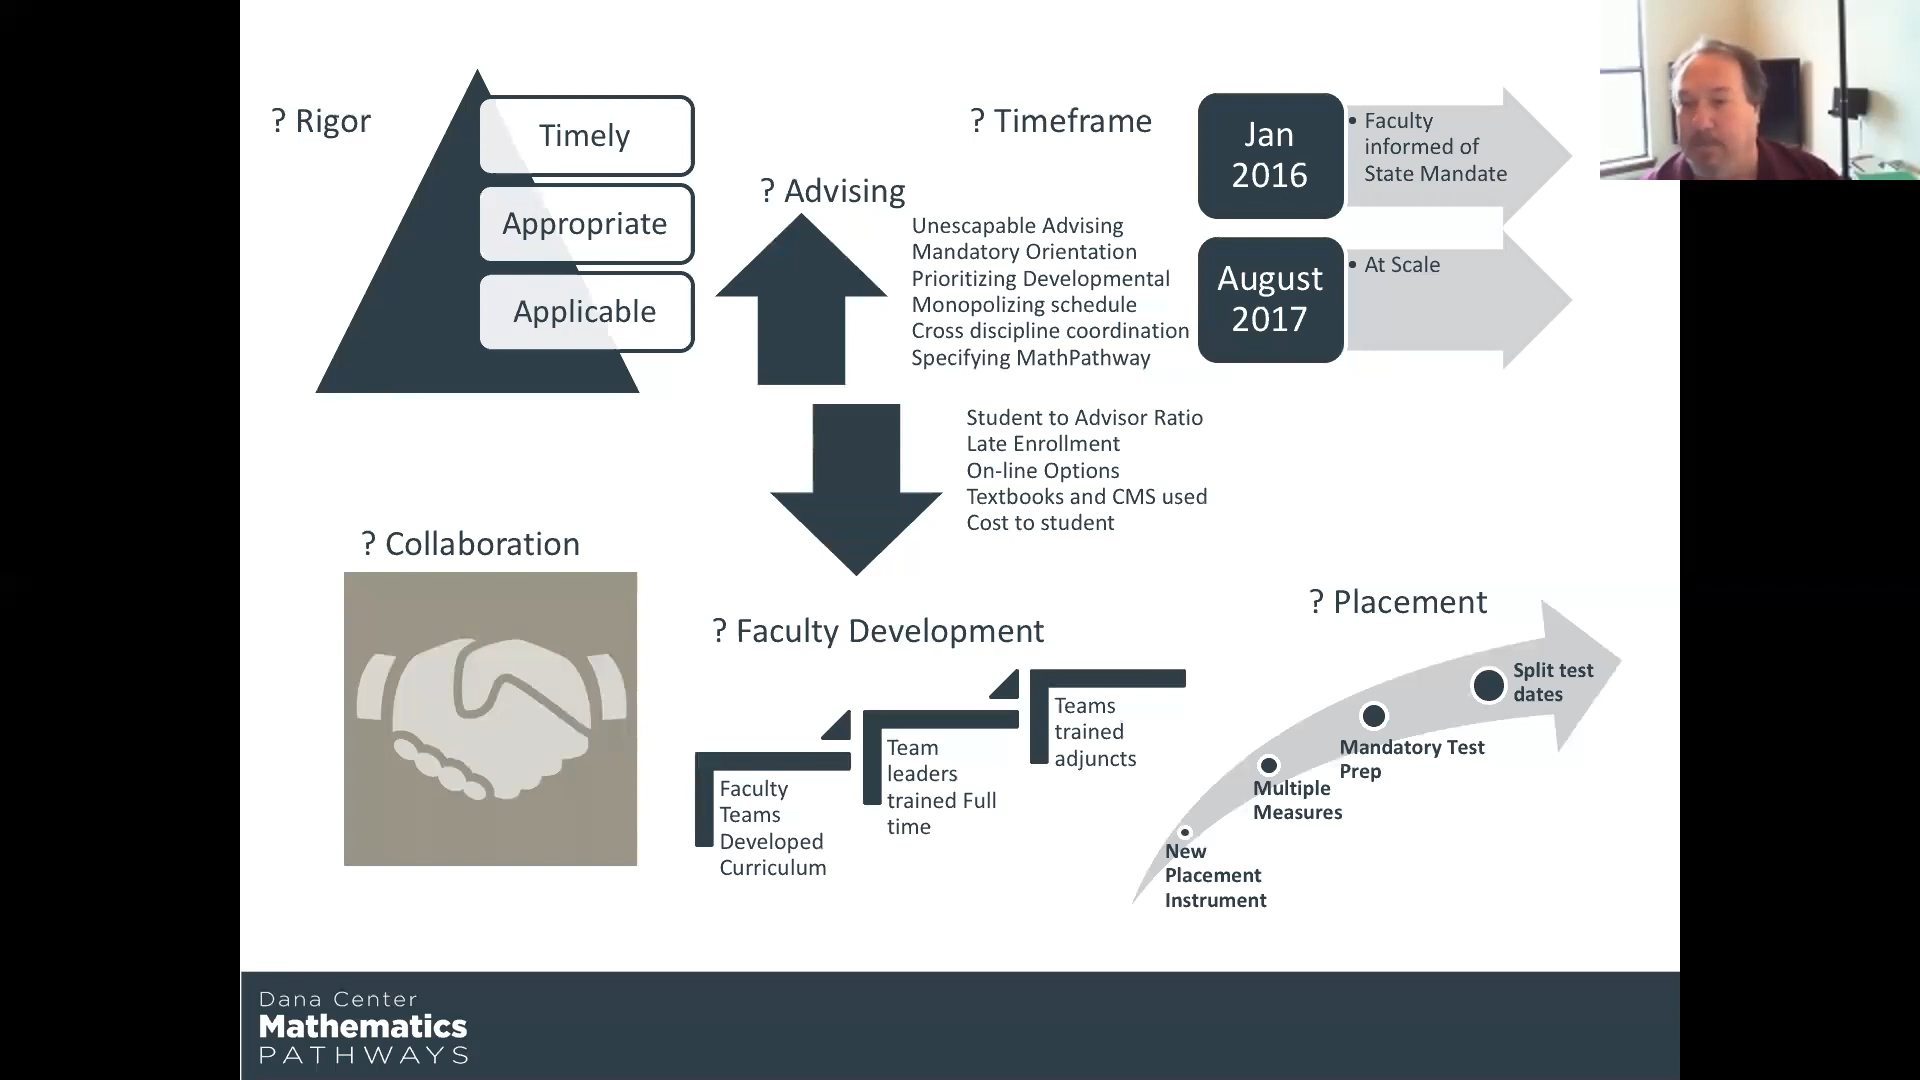 ? Rigor
Timely
Appropriate
Applicable
? Advising
Unescapable Advising
Mandatory Orientation
Prioritizing Developmental
Monopolizing schedule
Cross discipline coordination
Specifying MathPathway
Student to Advisor Ratio
Late Enrollment
On-line Options
Textbooks and CMS used
Cost to student
? Timeframe
Jan
2016
• Faculty
informed of
State Mandate
August
2017
• At Scale
? Collaboration
? Faculty Development
Faculty
Teams
Developed
Curriculum
Team
leaders
trained Full
time
Teams
trained
adjuncts
? Placement
New
Placement
Instrument
Multiple
Measures
Mandatory Test
Prep
Split test
dates
Dana Center
Mathematics
PATHWAYS